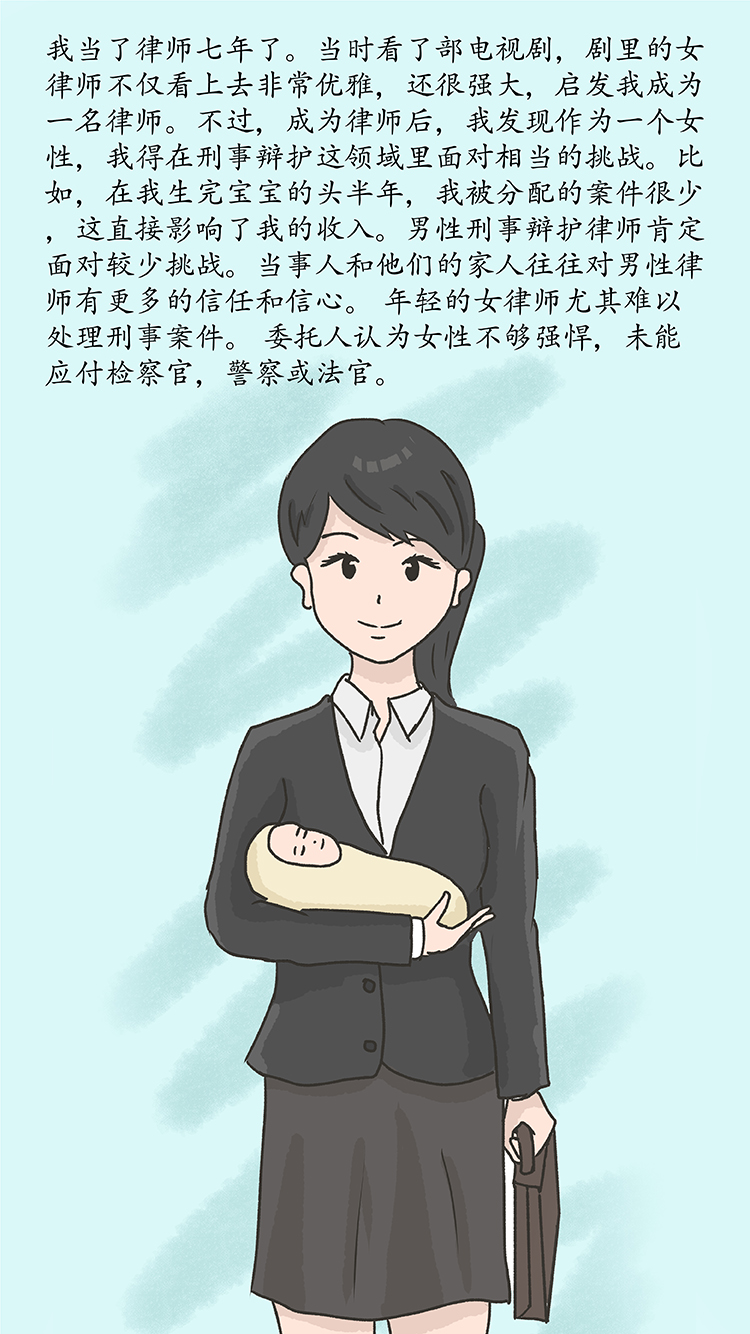 我当了律师七年了。当时看了部电视剧，剧里的女
律师不仅看上去非常优雅，还很强大，启发我成为
一名律师。不过，成为律师后，我发现作为一个女
性，我得在刑事辩护这领域里面对相当的挑战。比
如，在我生完宝宝的头半年，我被分配的案件很少
，这直接影响了我的收入。男性刑事辩护律师肯定
面对较少挑战。当事人和他们的家人往往对男性律
师有更多的信任和信心。 年轻的女律师尤其难以
处理刑事案件。 委托人认为女性不够强悍，未能
应付检察官，警察或法官。